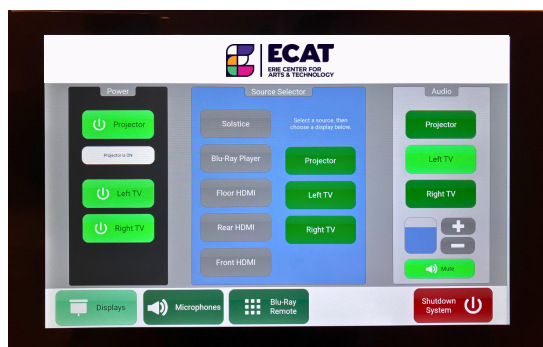 ECAT
ERIE CENTER FOR
ARTS & TECHNOLOGY
Power
Projector
Projector is ON
Left TV
Right TV
Source Selector
Solstice
Blu-Ray Player
Floor HDMI
Rear HDMI
Front HDMI
Select a source, then
choose a display below.
Projector
Left TV
Right TV
Audio
Projector
Left TV
Right TV
Mute
Displays
Microphones
Blu-Ray
Remote
Shutdown
System